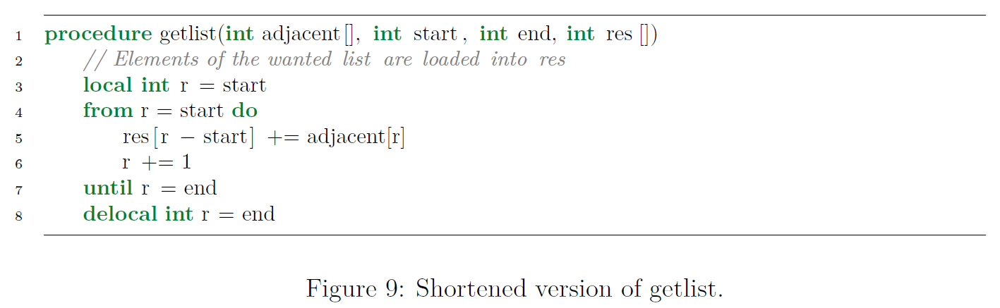 1 procedure getlist(int adjacent[], int start, int end, int res[])
2 // Elements of the wanted list are loaded into res
3 local int r = start
4 from r = start do
5 res[r − start] += adjacent[r]
6 r += 1
7 until r = end
8 delocal int r = end
Figure 9: Shortened version of getlist.